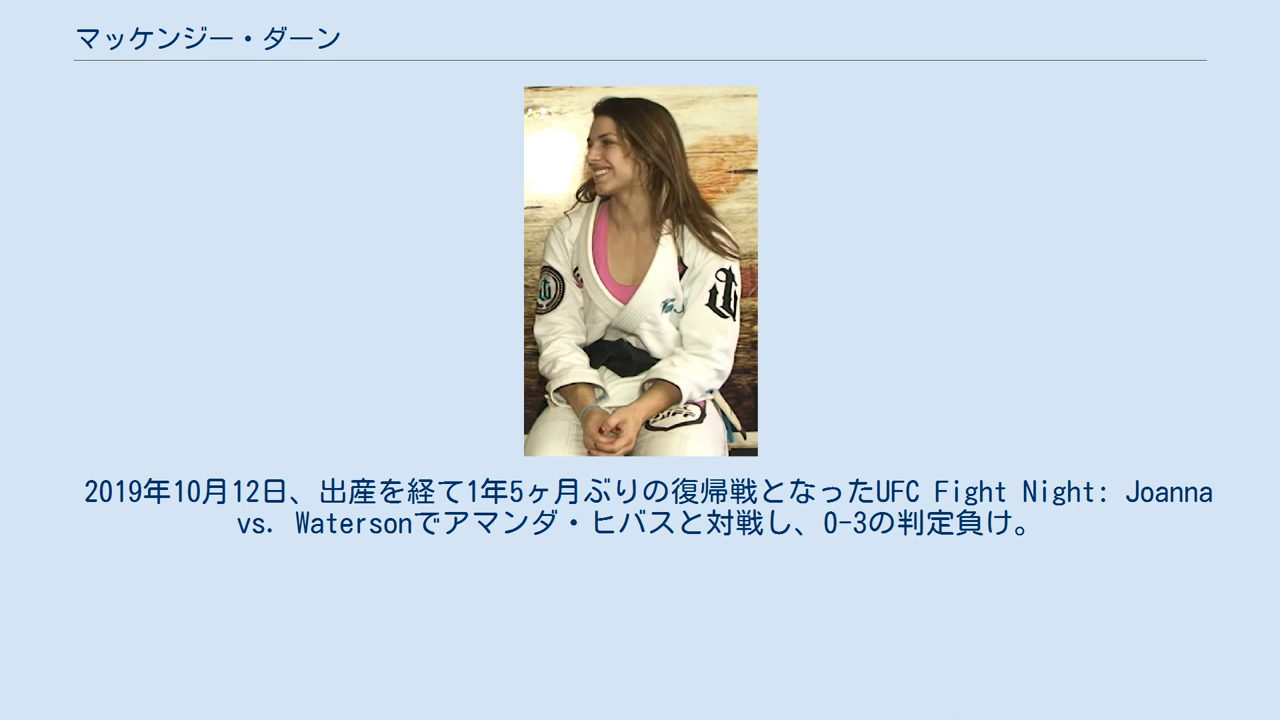 マッケンジー・ダーン
2019年10月12日、出産を経て1年5ヶ月ぶりの復帰戦となったUFC Fight Night: Joanna
vs. Watersonでアマンダ・ヒバスと対戦し、0-3の判定負け。